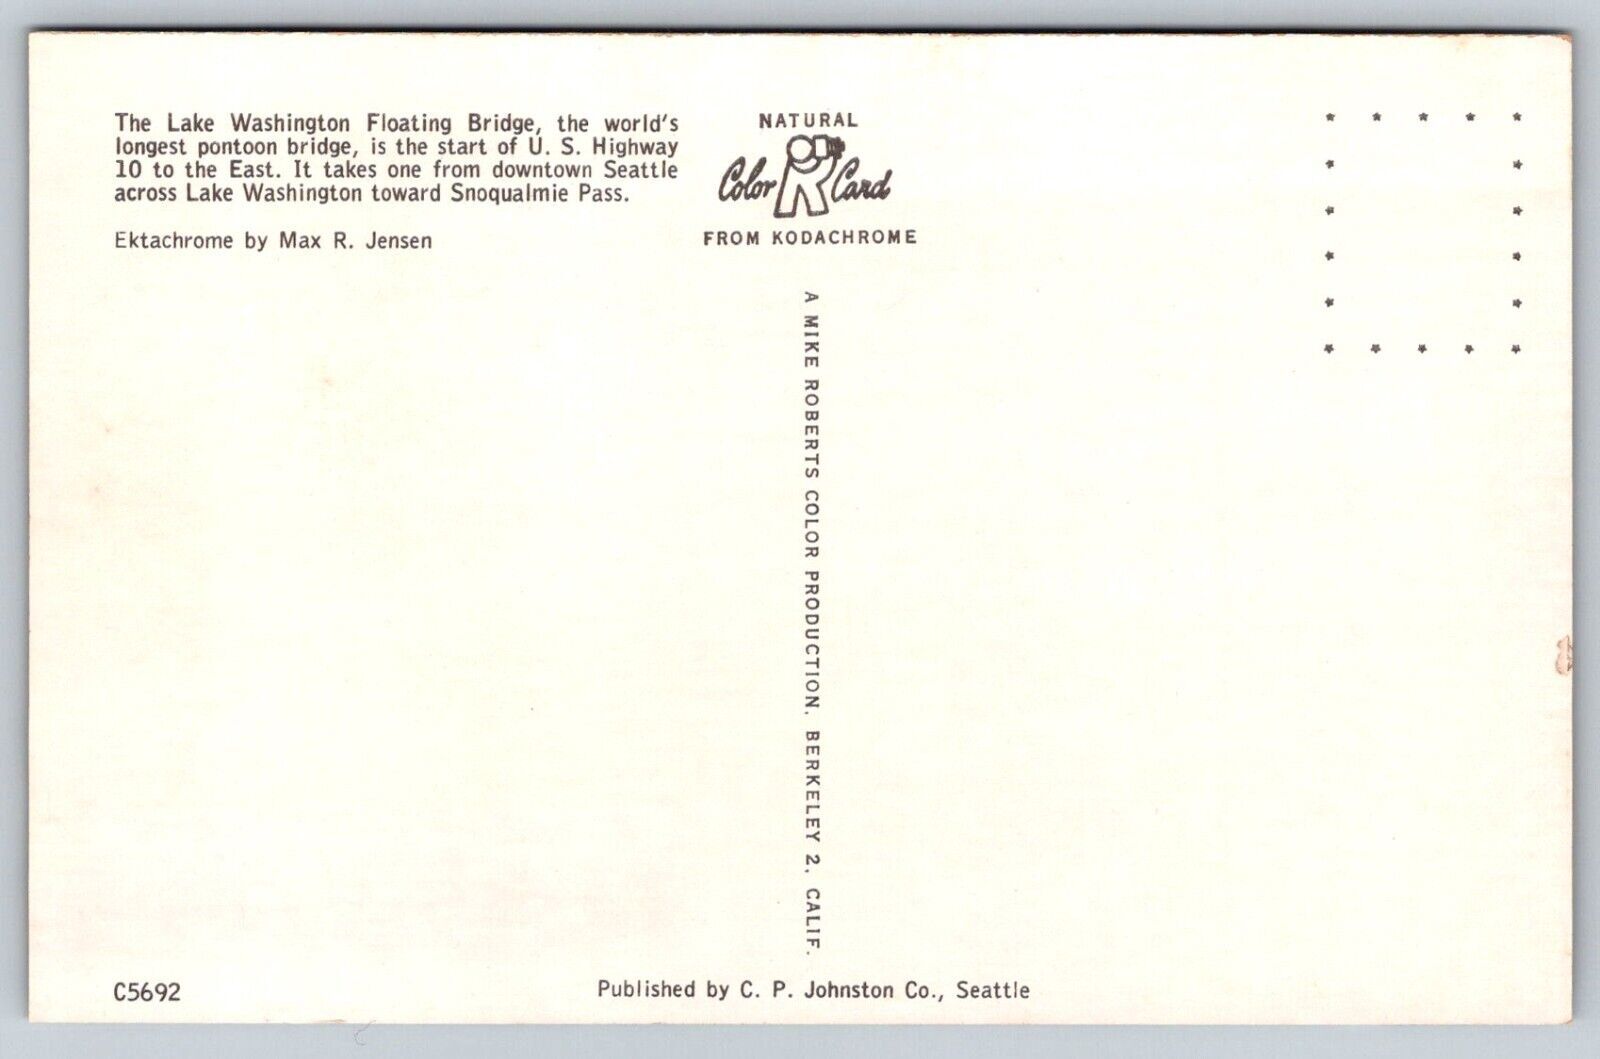 The Lake Washington Floating Bridge, the world's
longest pontoon bridge, is the start of U. S. Highway
10 to the East. It takes one from downtown Seattle
across Lake Washington toward Snoqualmie Pass.
Ektachrome by Max R. Jensen
NATURAL
Color R Card
FROM KODACHROME
A MIKE ROBERTS COLOR PRODUCTION, BERKELEY 2, CALIF.
C5692
Published by C. P. Johnston Co., Seattle